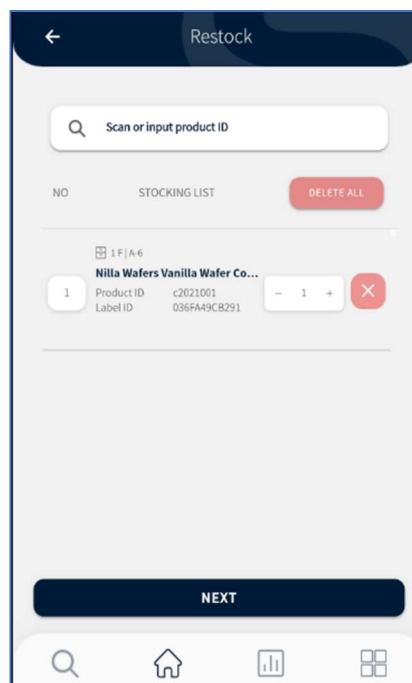 Restock
Scan or input product ID
NO STOCKING LIST DELETE ALL
1 F | A-6
Nilla Wafers Vanilla Wafer Co...
1
Product ID c2021001
Label ID 036FA49CB291
− 1 +
NEXT